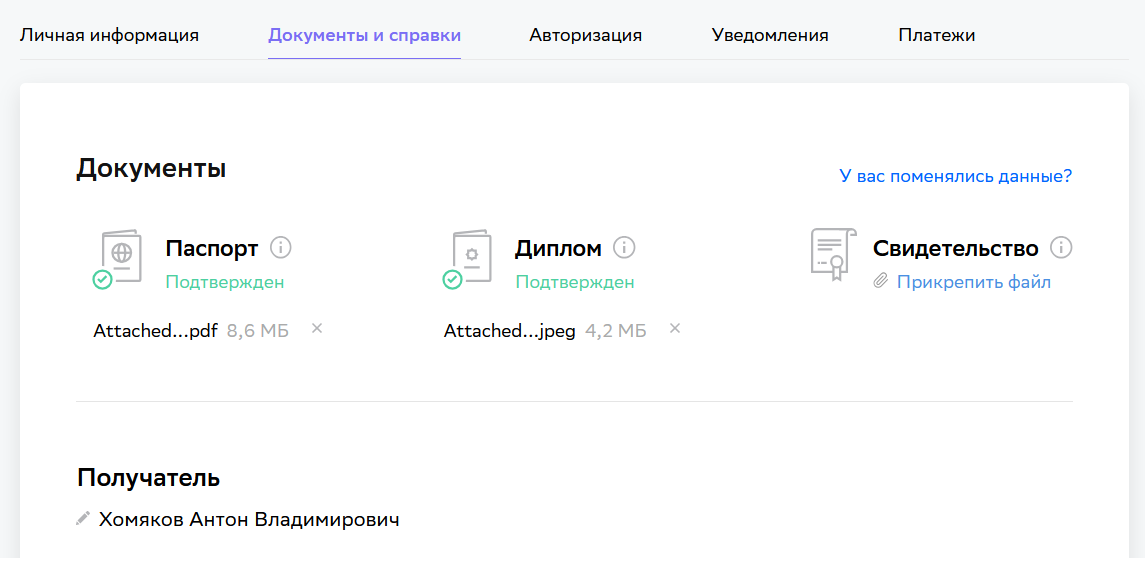 Личная информация Документы и справки Авторизация Уведомления Платежи
Документы
У вас поменялись данные?
Паспорт
Подтвержден
Attached...pdf 8,6 МБ
Диплом
Подтвержден
Attached...jpeg 4,2 МБ
Свидетельство
Прикрепить файл
Получатель
Хомяков Антон Владимирович